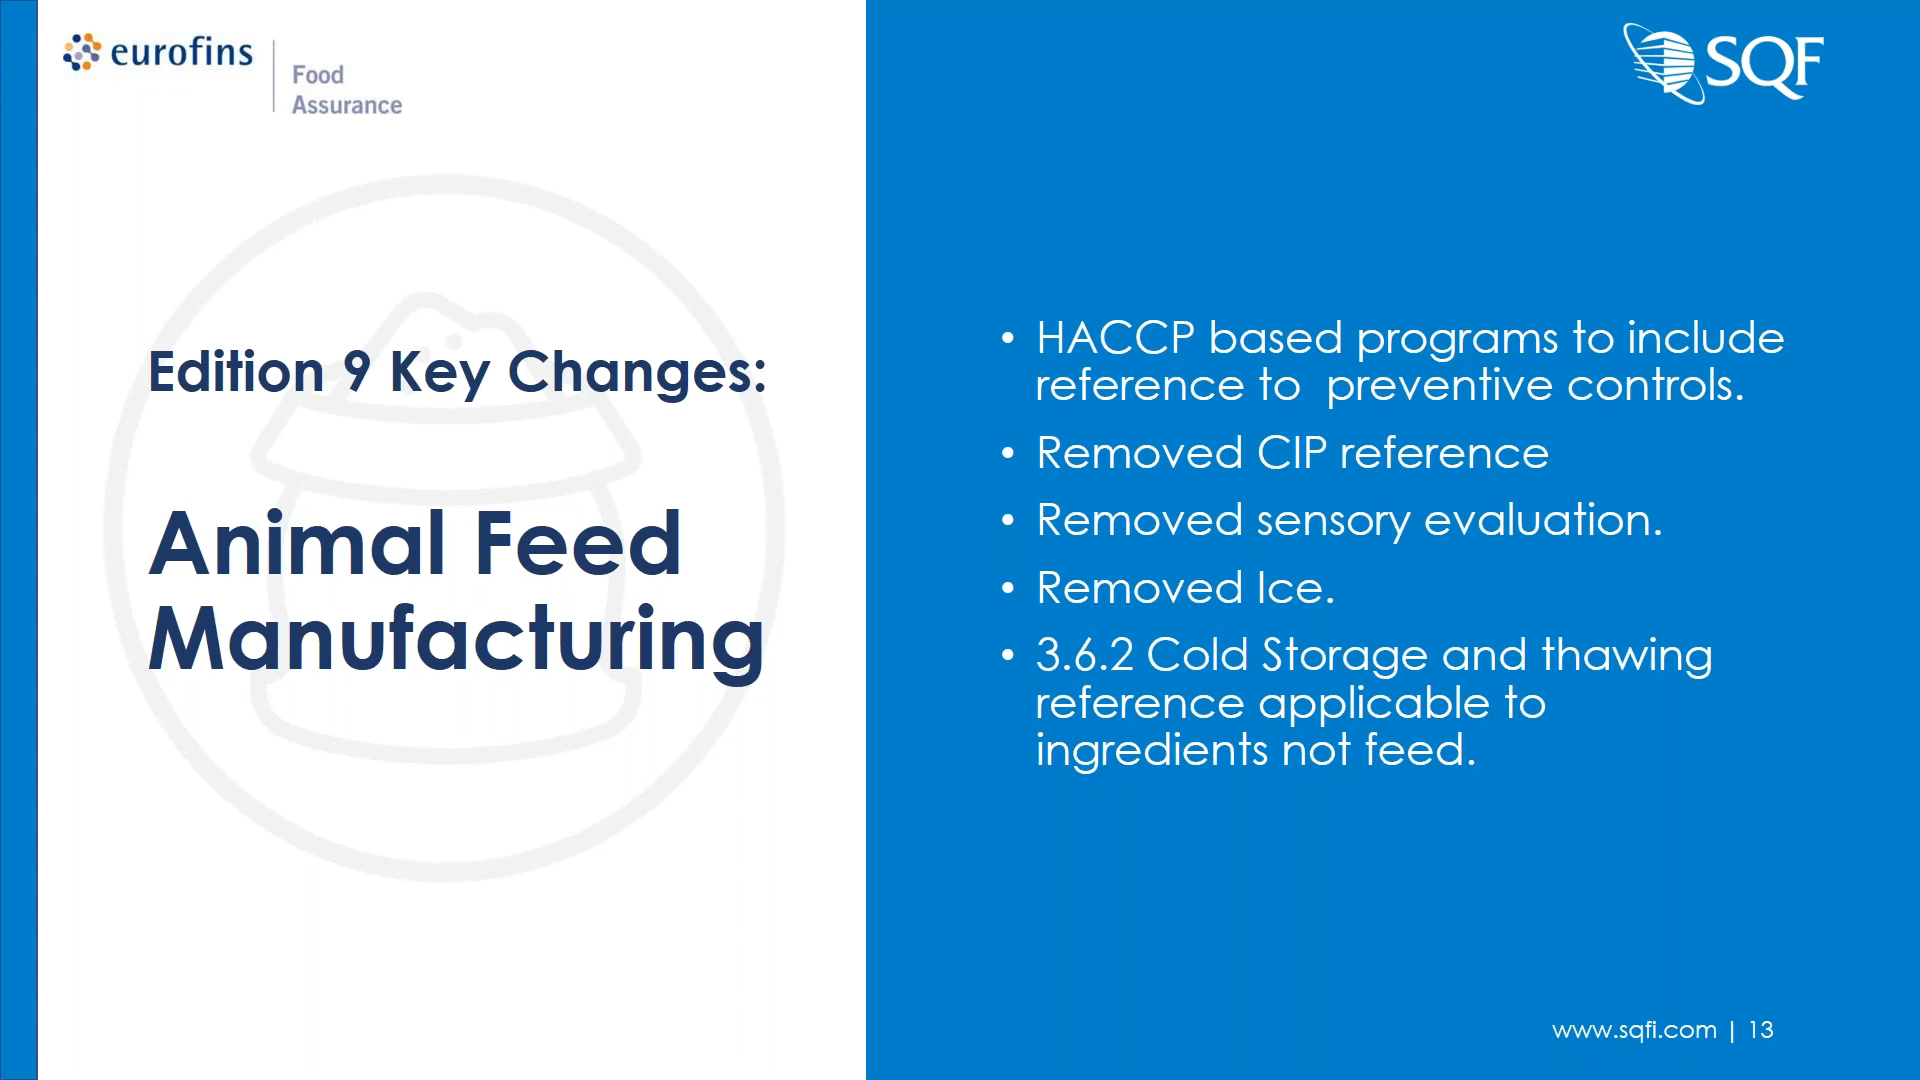 eurofins
Food
Assurance
SQF
Edition 9 Key Changes:
Animal Feed
Manufacturing
• HACCP based programs to include
reference to  preventive controls.
• Removed CIP reference
• Removed sensory evaluation.
• Removed Ice.
• 3.6.2 Cold Storage and thawing
reference applicable to
ingredients not feed.
www.sqfi.com | 13